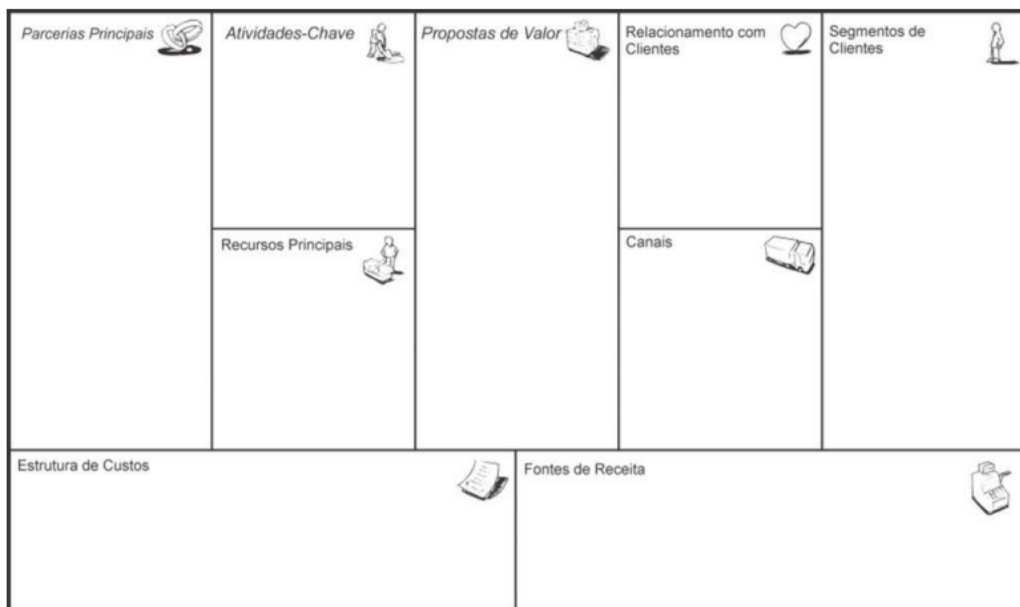 Parcerias Principais
Atividades-Chave
Propostas de Valor
Relacionamento com
Clientes
Segmentos de
Clientes
Recursos Principais
Canais
Estrutura de Custos
Fontes de Receita